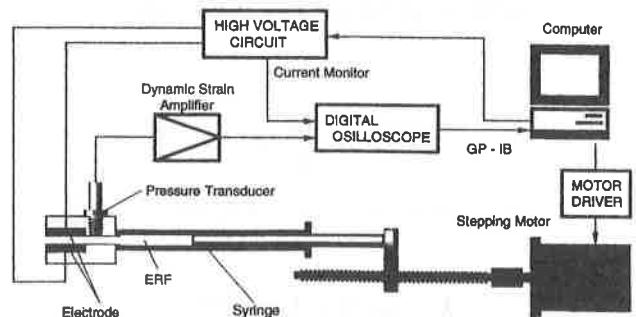 HIGH VOLTAGE
CIRCUIT
Computer
Current Monitor
Dynamic Strain
Amplifier
DIGITAL
OSILLOSCOPE
GP - IB
Pressure Transducer
MOTOR
DRIVER
Stepping Motor
ERF
Electrode
Syringe